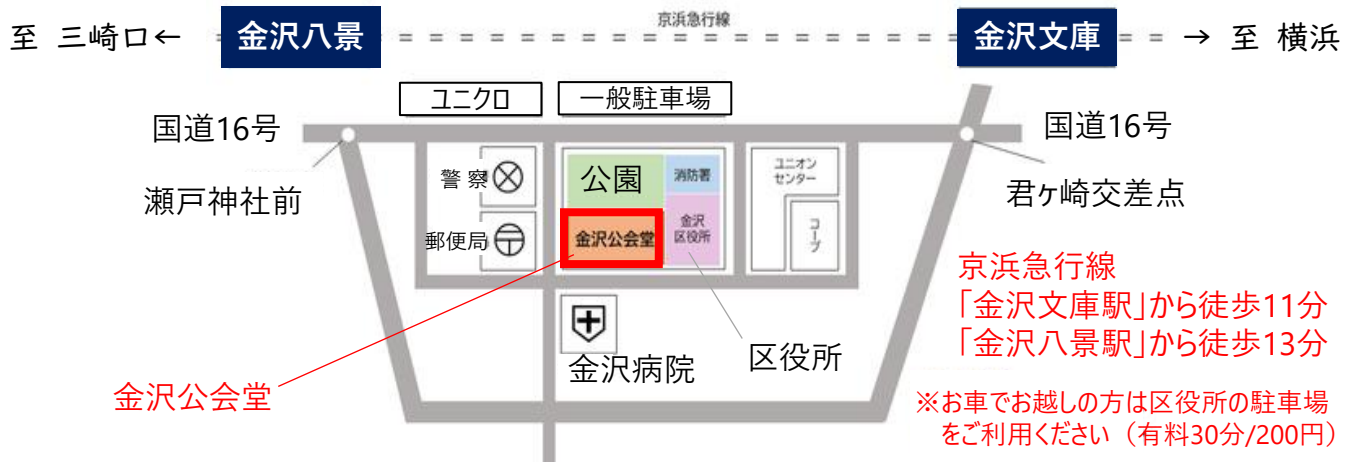 京浜急行線
至 三崎口←
金沢八景
金沢文庫
→ 至 横浜
ユニクロ
一般駐車場
国道16号
国道16号
瀬戸神社前
君ヶ崎交差点
警察
郵便局
公園
消防署
金沢公会堂
金沢
区役所
ユニオン
センター
コープ
金沢病院
区役所
金沢公会堂
京浜急行線
「金沢文庫駅」から徒歩11分
「金沢八景駅」から徒歩13分
※お車でお越しの方は区役所の駐車場
をご利用ください（有料30分/200円）